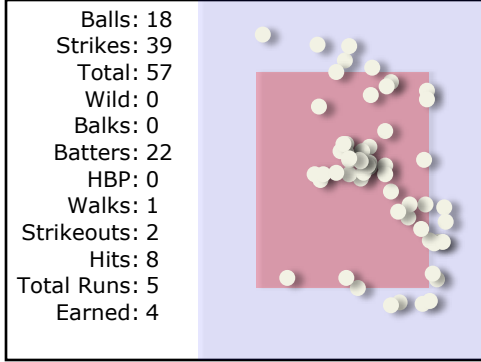 Balls: 18
Strikes: 39
Total: 57
Wild: 0
Balks: 0
Batters: 22
HBP: 0
Walks: 1
Strikeouts: 2
Hits: 8
Total Runs: 5
Earned: 4